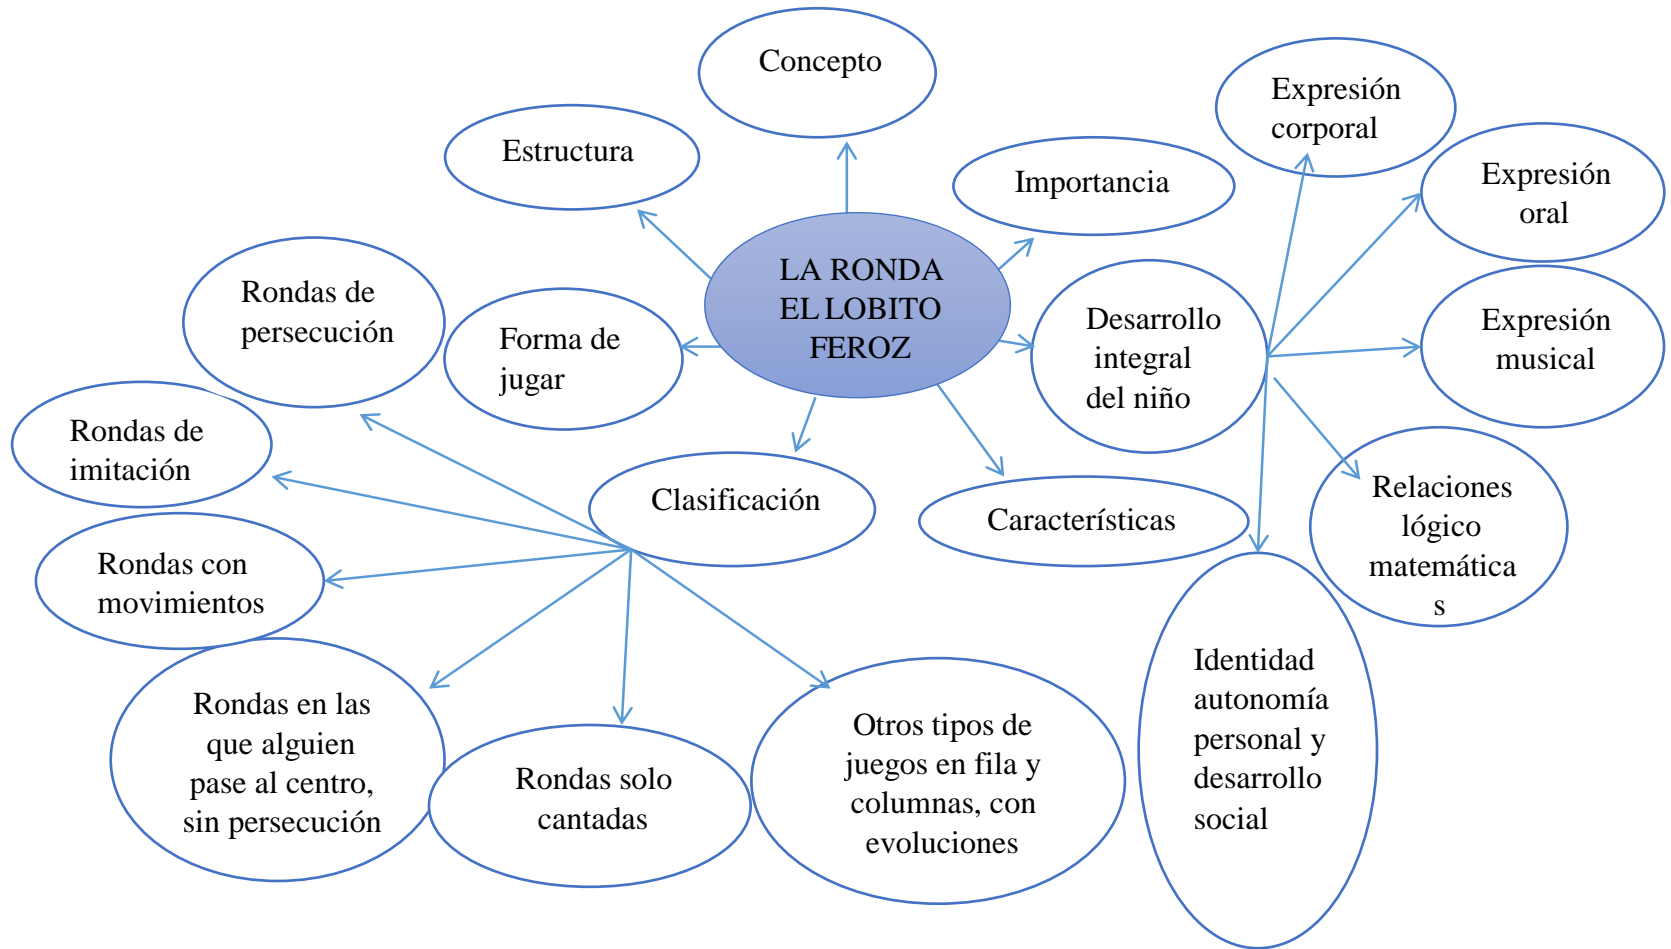 Concepto
Expresión
corporal
Estructura
Importancia
Expresión
oral
LA RONDA
EL LOBITO
FEROZ
Rondas de
persecución
Forma de
jugar
Desarrollo
integral
del niño
Expresión
musical
Rondas de
imitación
Clasificación
Características
Relaciones
lógico
matemática
s
Rondas con
movimientos
Rondas en las
que alguien
pase al centro,
sin persecución
Rondas solo
cantadas
Otros tipos de
juegos en fila y
columnas, con
evoluciones
Identidad
autonomía
personal y
desarrollo
social